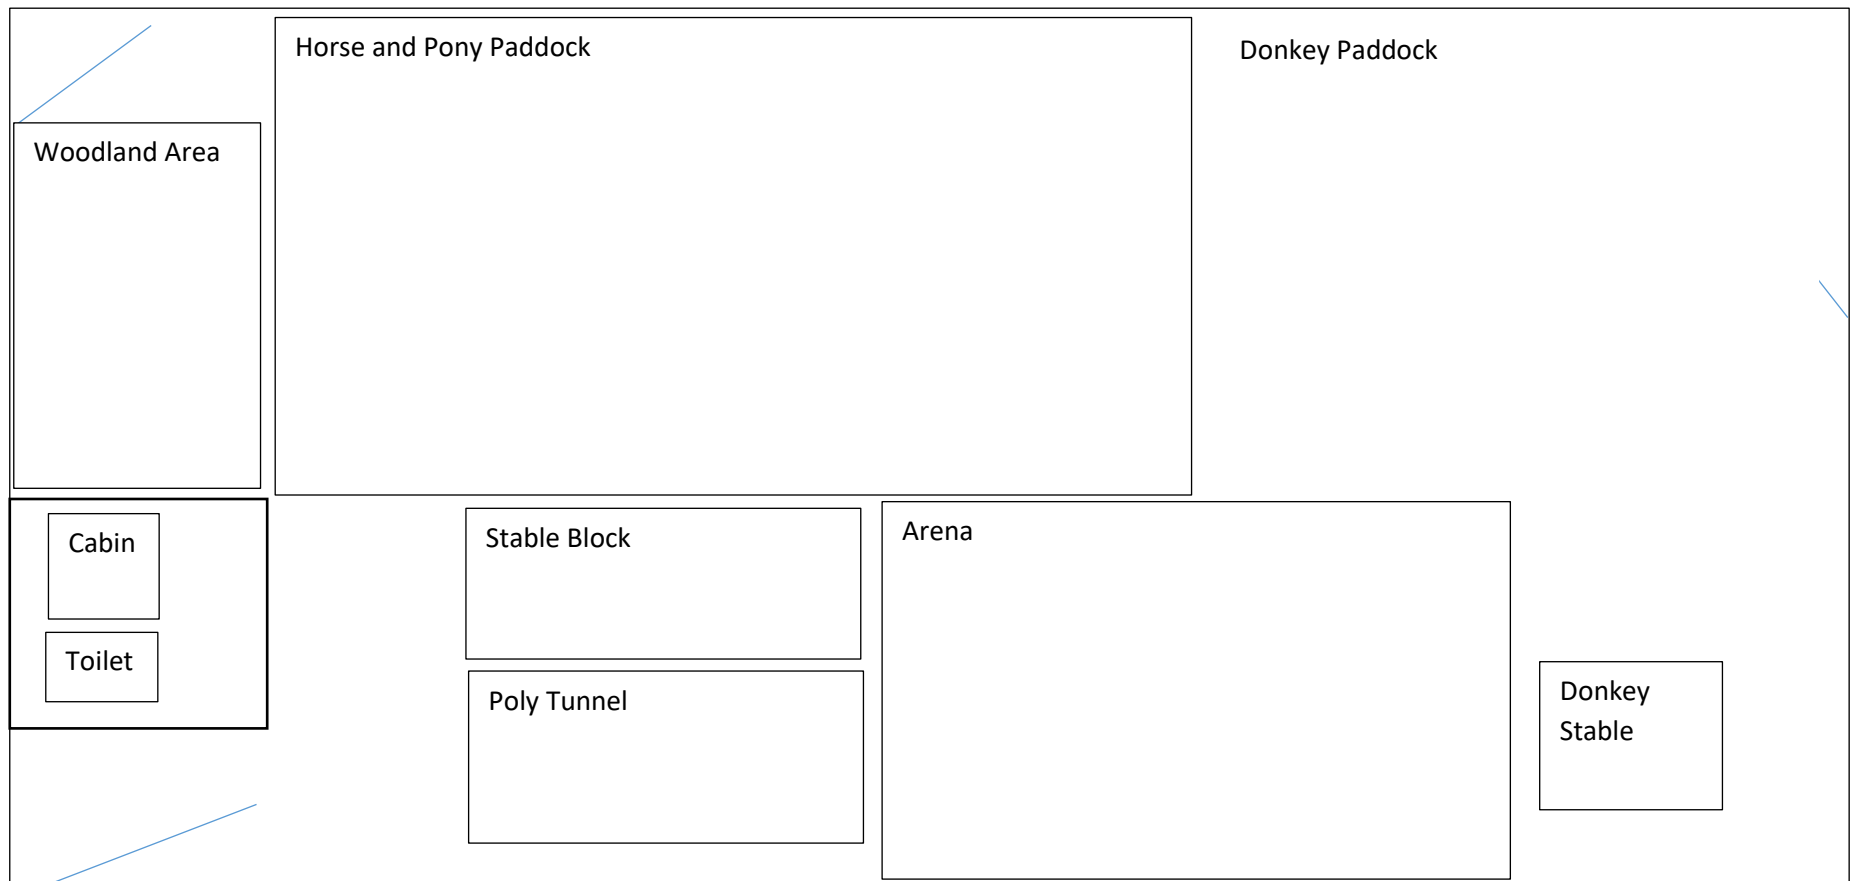 Horse and Pony Paddock
Donkey Paddock
Woodland Area
Cabin
Stable Block
Arena
Toilet
Poly Tunnel
Donkey
Stable